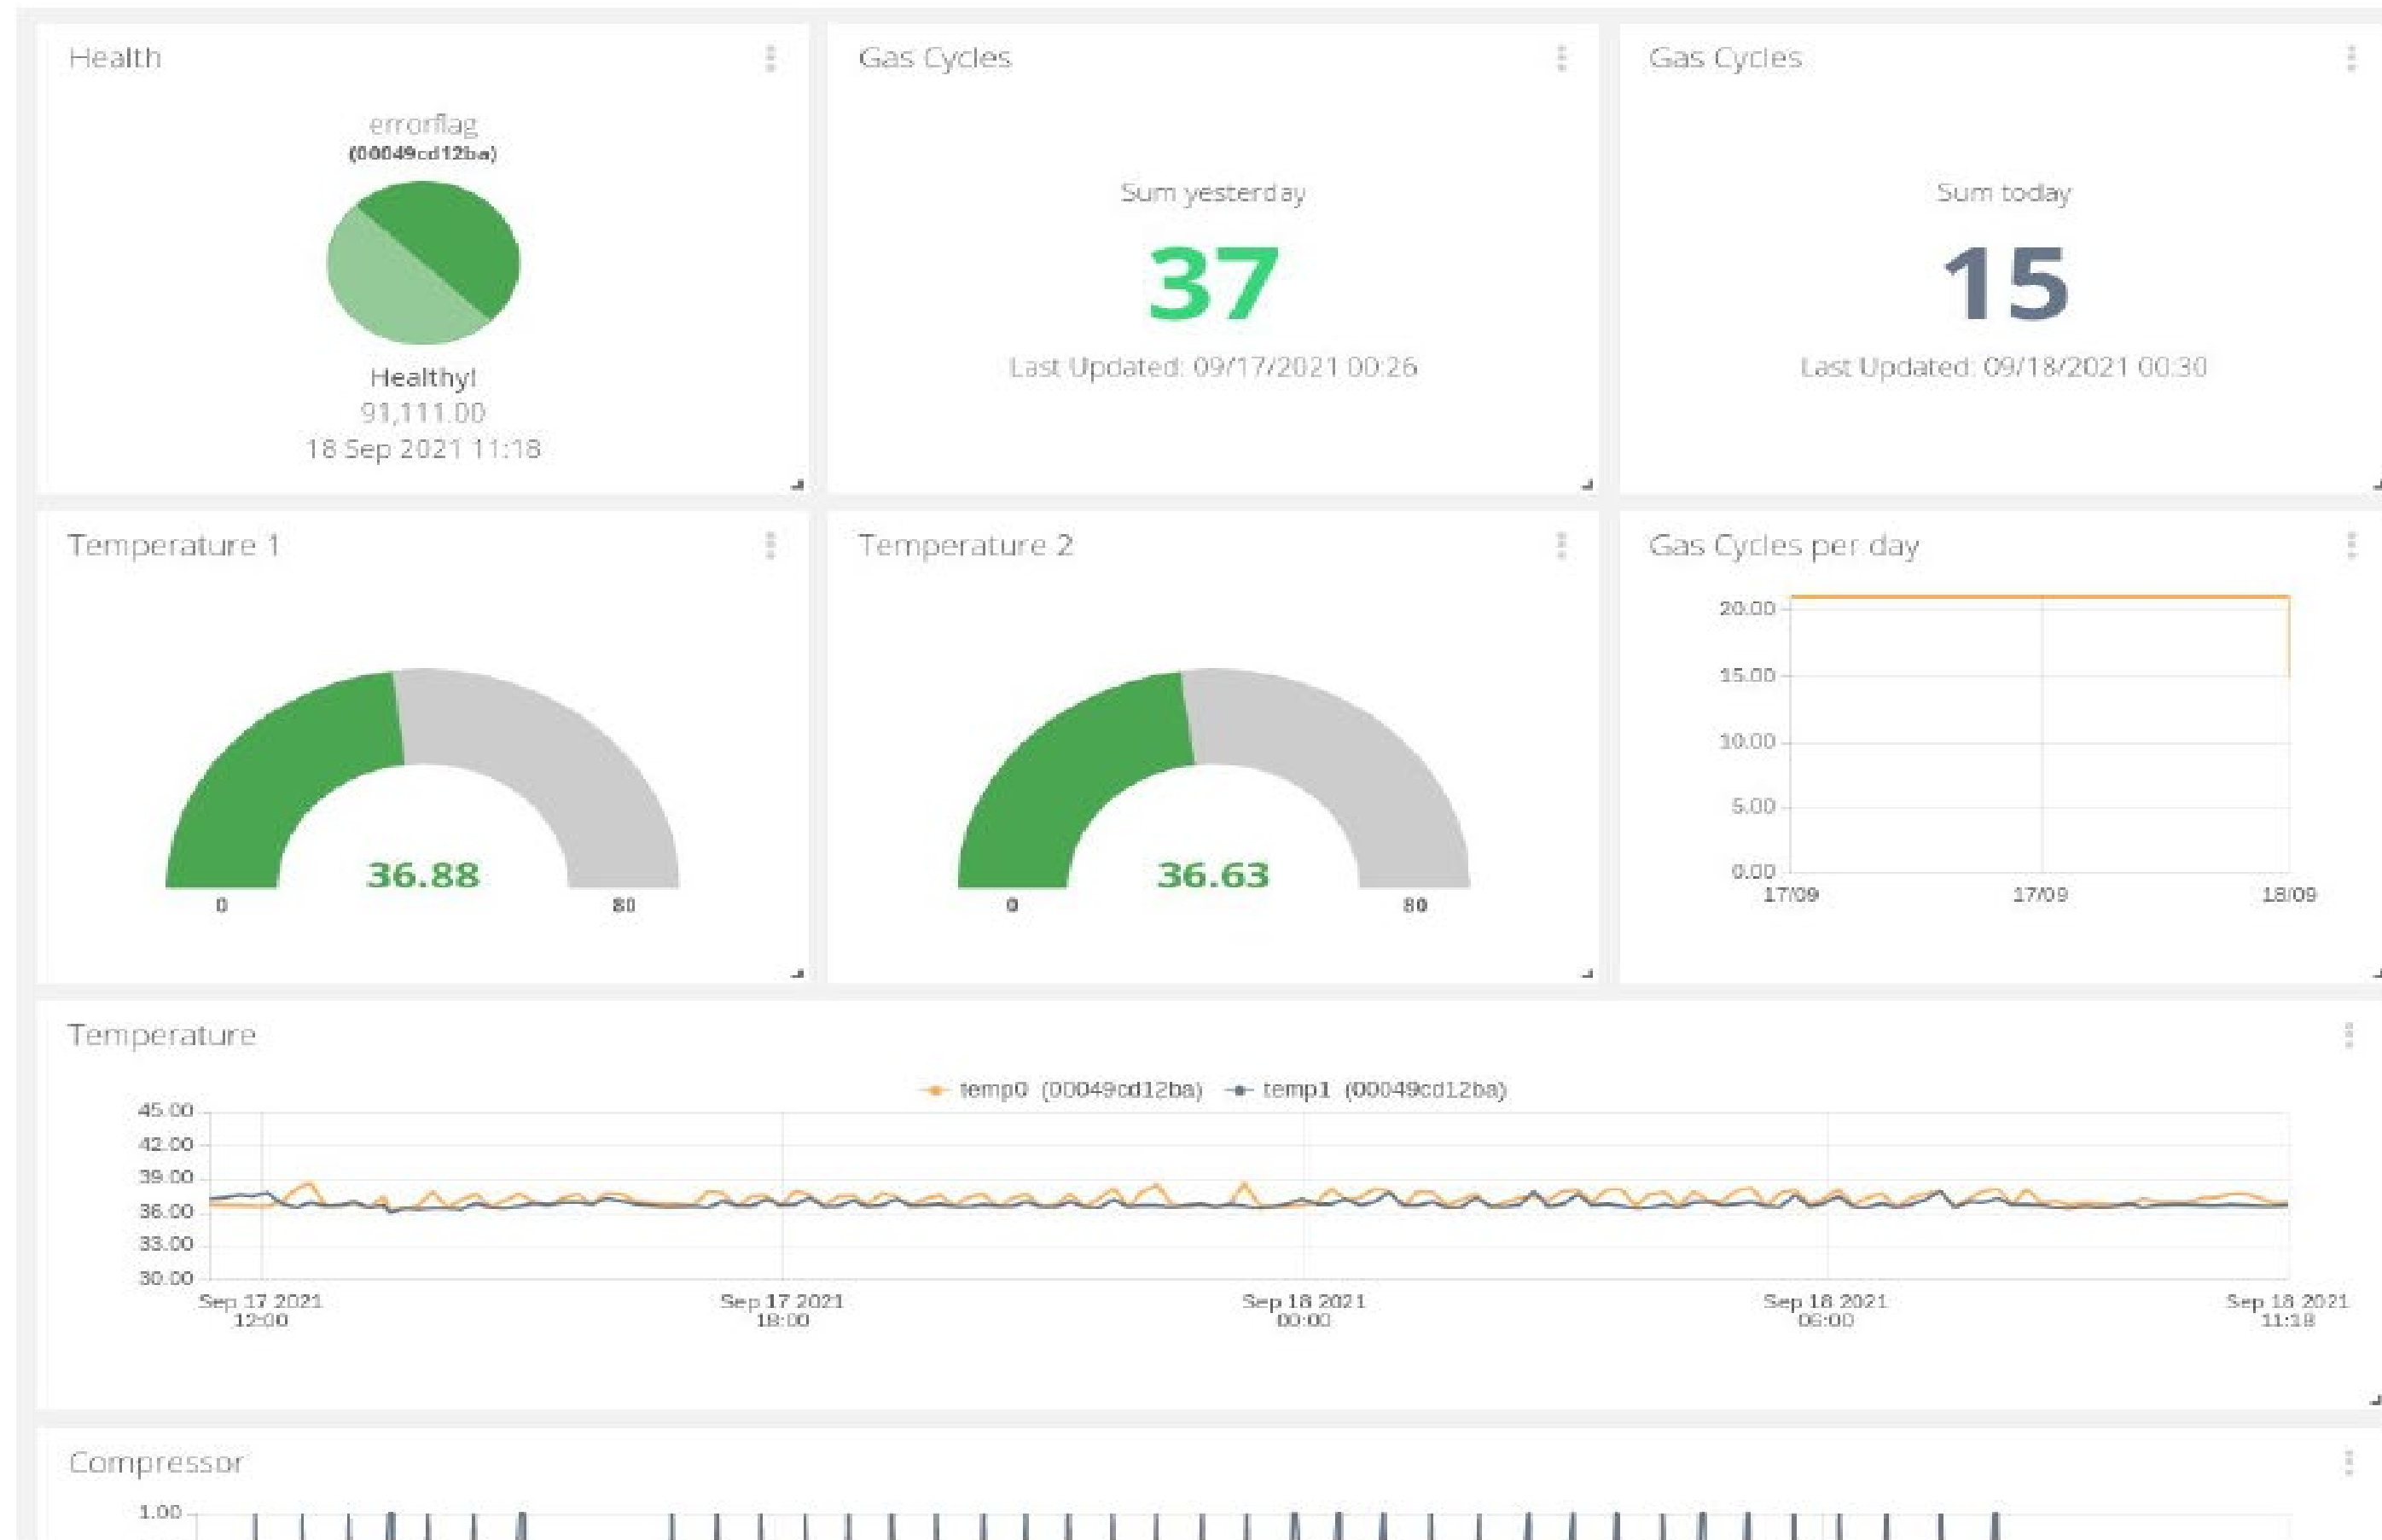 Health
errorflag
(00049cd12ba)
Healthy!
91,111.00
18 Sep 2021 11:18
Gas Cycles
Sum yesterday
37
Last Updated: 09/17/2021 00:26
Gas Cycles
Sum today
15
Last Updated: 09/18/2021 00:30
Temperature 1
36.88
0 80
Temperature 2
36.63
0 80
Gas Cycles per day
20.00
15.00
10.00
5.00
0.00
17/09 17/09 18/09
Temperature
temp0 (00049cd12ba) temp1 (00049cd12ba)
45.00
42.00
39.00
36.00
33.00
30.00
Sep 17 2021 Sep 17 2021 Sep 18 2021 Sep 18 2021 Sep 18 2021
12:00 18:00 00:00 06:00 11:18
Compressor
1.00